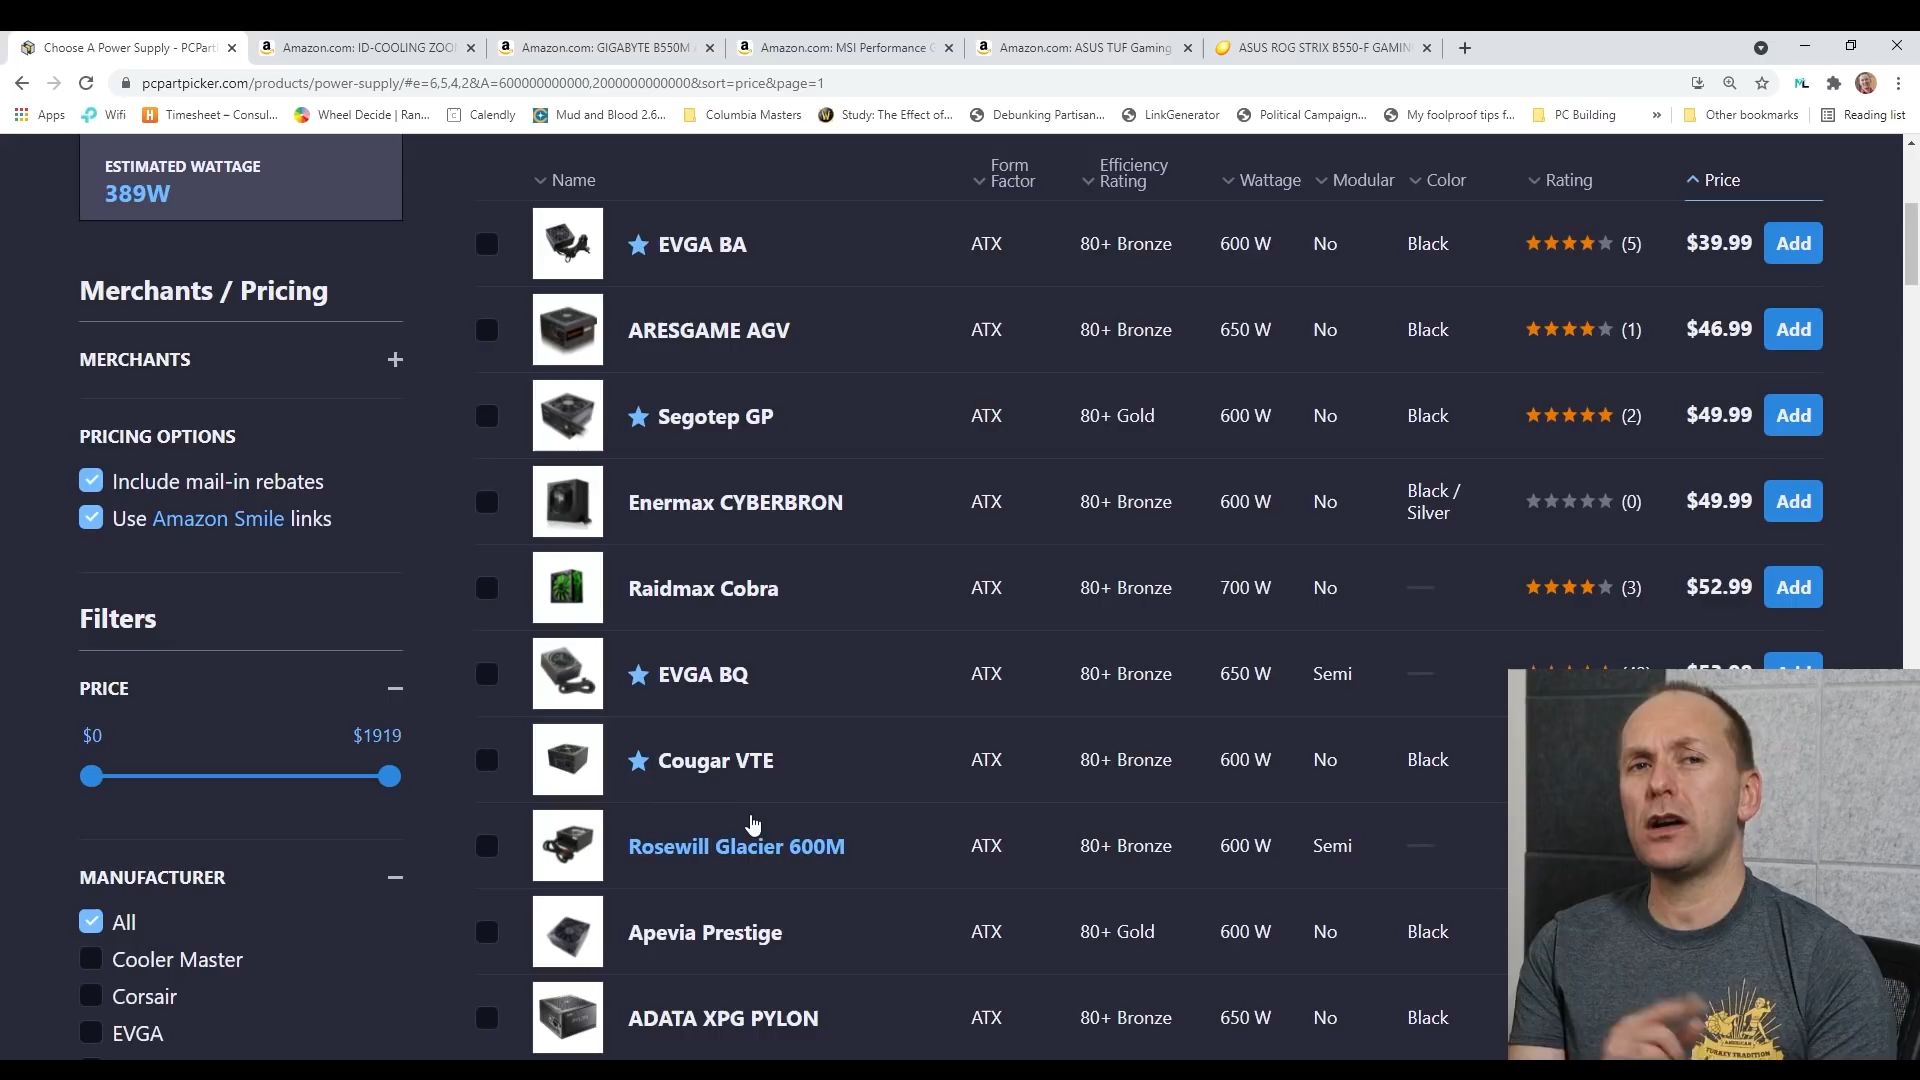 Choose A Power Supply - PCPart
Amazon.com: ID-COOLING ZOO
Amazon.com: GIGABYTE B550M
Amazon.com: MSI Performance G
Amazon.com: ASUS TUF Gaming
ASUS ROG STRIX B550-F GAMIN
pcpartpicker.com/products/power-supply/#e=6,5,4,2&A=600000000000,2000000000000&sort=price&page=1
Apps
Wifi
Timesheet – Consul...
Wheel Decide | Ran...
Calendly
Mud and Blood 2.6...
Columbia Masters
Study: The Effect of...
Debunking Partisan...
LinkGenerator
Political Campaign...
My foolproof tips f...
PC Building
»
Other bookmarks
Reading list
ESTIMATED WATTAGE
389W
Merchants / Pricing
MERCHANTS
PRICING OPTIONS
Include mail-in rebates
Use Amazon Smile links
Filters
PRICE
$0 $1919
MANUFACTURER
All
Cooler Master
Corsair
EVGA
Name Form Factor Efficiency Rating Wattage Modular Color Rating Price
EVGA BA ATX 80+ Bronze 600 W No Black (5) $39.99 Add
ARESGAME AGV ATX 80+ Bronze 650 W No Black (1) $46.99 Add
Segotep GP ATX 80+ Gold 600 W No Black (2) $49.99 Add
Enermax CYBERBRON ATX 80+ Bronze 600 W No Black / Silver (0) $49.99 Add
Raidmax Cobra ATX 80+ Bronze 700 W No (3) $52.99 Add
EVGA BQ ATX 80+ Bronze 650 W Semi
Cougar VTE ATX 80+ Bronze 600 W No Black
Rosewill Glacier 600M ATX 80+ Bronze 600 W Semi
Apevia Prestige ATX 80+ Gold 600 W No Black
ADATA XPG PYLON ATX 80+ Bronze 650 W No Black
AMERICAN
TURKEY TRADITION